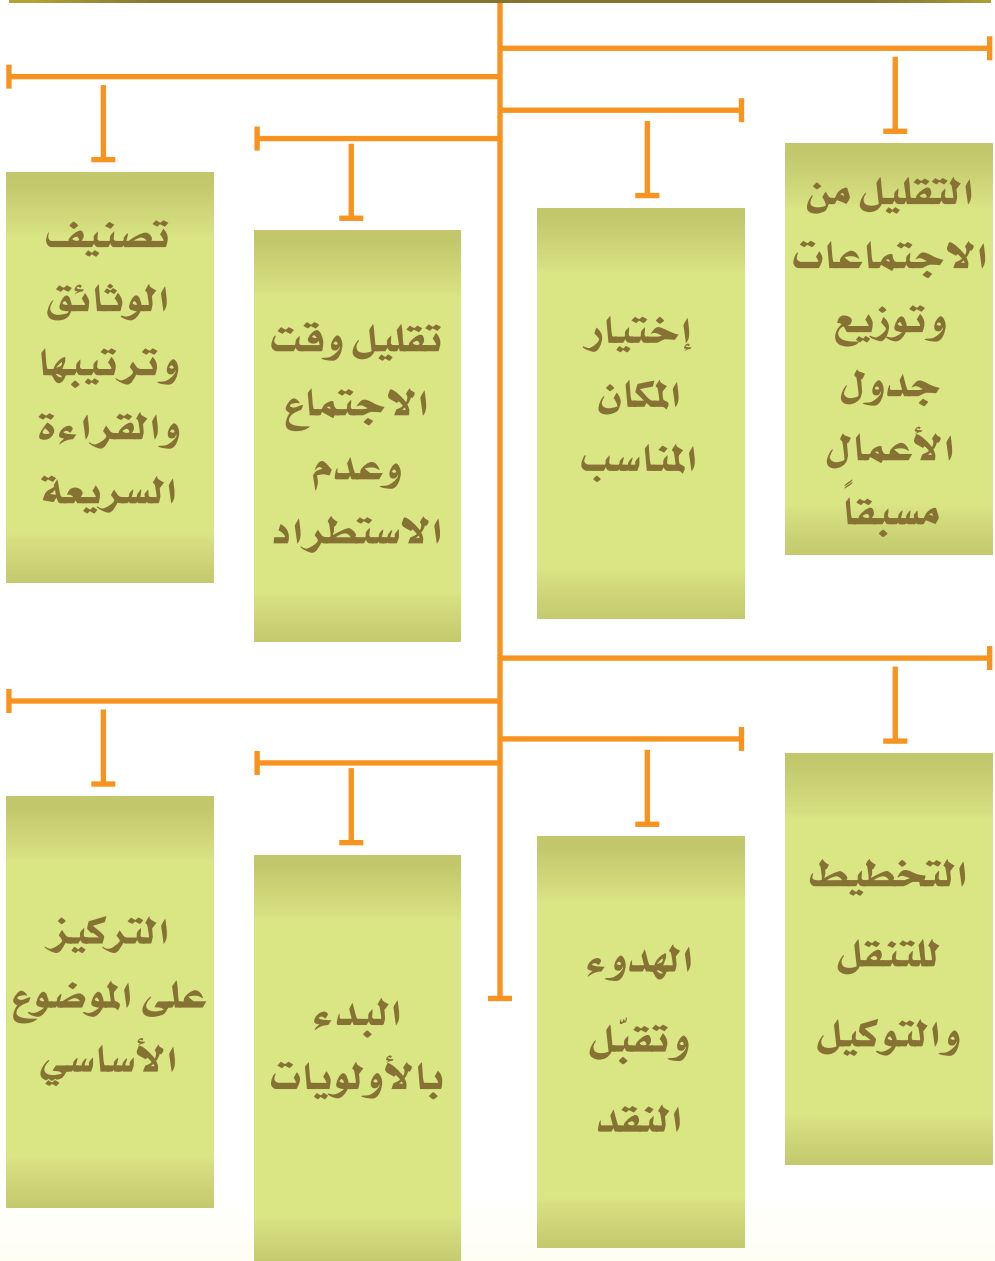 التقليل من
الاجتماعات
وتوزيع
جدول
الأعمال
مسبقاً
إختيار
المكان
المناسب
تقليل وقت
الاجتماع
وعدم
الاستطراد
تصنيف
الوثائق
وترتيبها
والقراءة
السريعة
التخطيط
للتنقل
والتوكيل
الهدوء
وتقبّل
النقد
البدء
بالأولويات
التركيز
على الموضوع
الأساسي